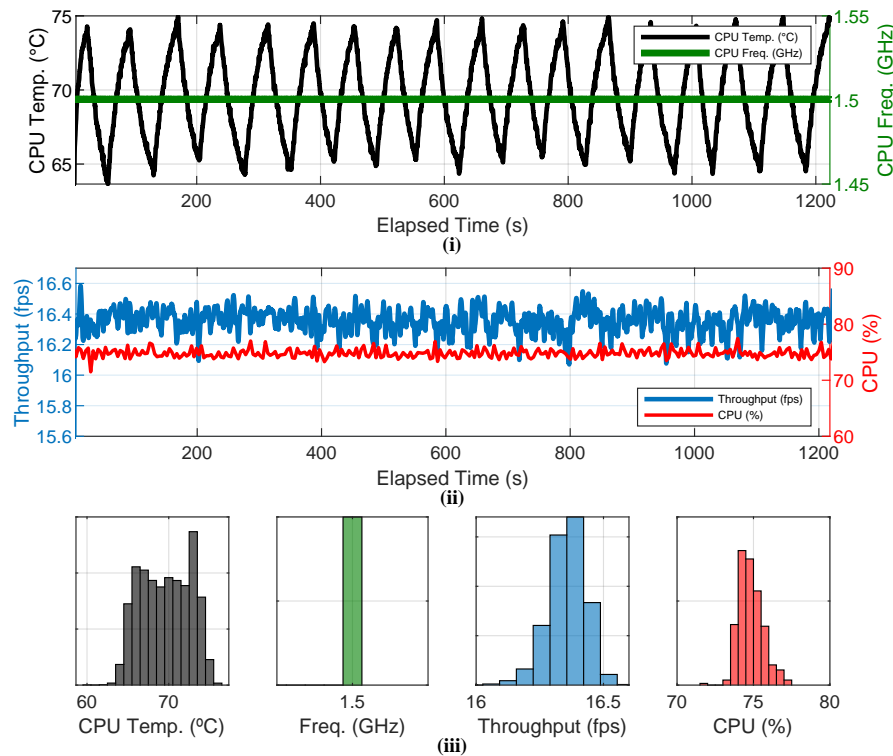 75
70
65
CPU Temp. (°C)
CPU Temp. (°C)
CPU Freq. (GHz)
1.55
1.5
1.45
CPU Freq. (GHz)
200
400
600
800
1000
1200
Elapsed Time (s)
(i)
16.6
16.4
16.2
16
15.8
15.6
Throughput (fps)
Throughput (fps)
CPU (%)
90
80
70
60
CPU (%)
200
400
600
800
1000
1200
Elapsed Time (s)
(ii)
60
70
CPU Temp. (ºC)
1.5
Freq. (GHz)
16
16.5
Throughput (fps)
70
75
80
CPU (%)
(iii)